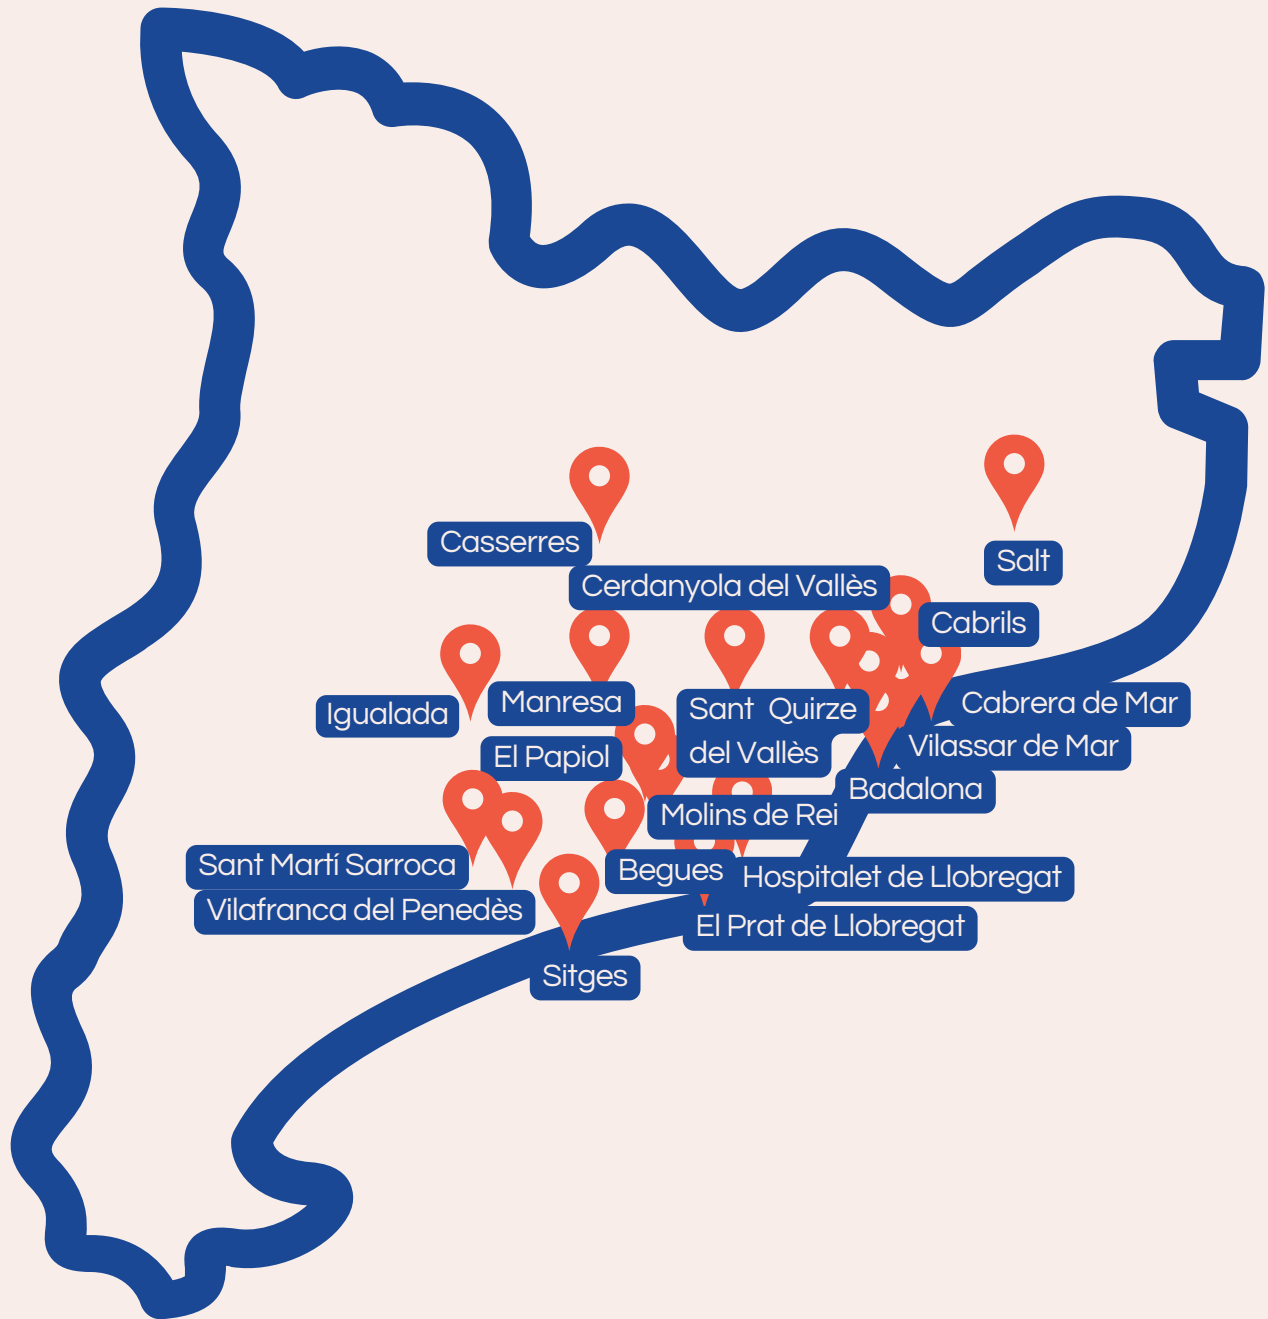 Casserres
Salt
Cerdanyola del Vallès
Cabrils
Igualada
Manresa
Sant Quirze
del Vallès
Cabrera de Mar
Vilassar de Mar
El Papiol
Badalona
Molins de Rei
Sant Martí Sarroca
Begues
Hospitalet de Llobregat
Vilafranca del Penedès
El Prat de Llobregat
Sitges